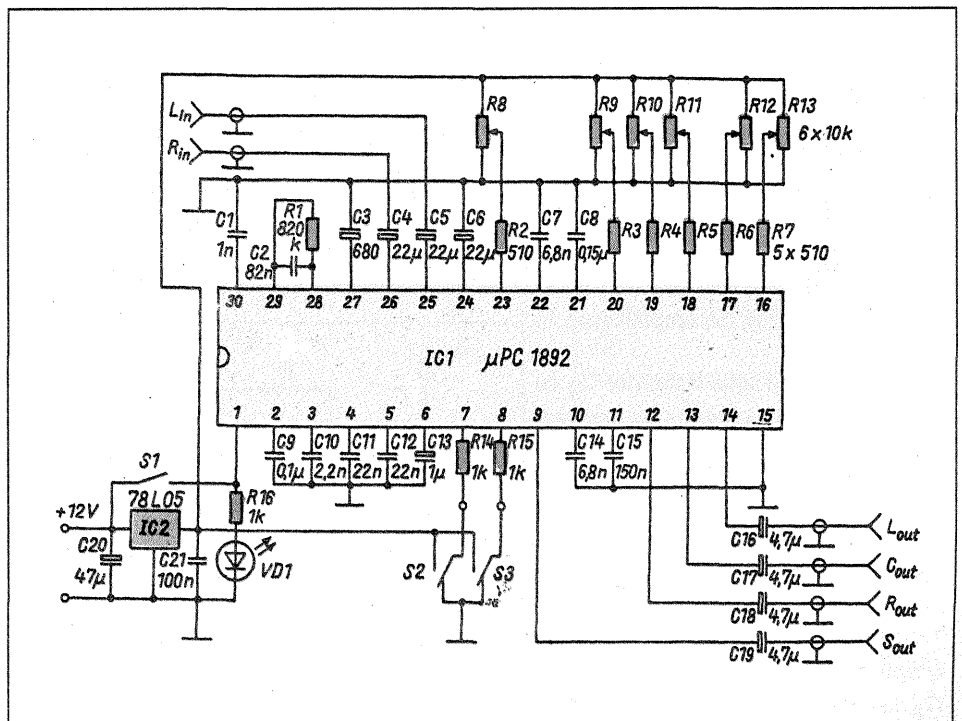 R8 R9 R10 R11 R12 R13
Lin
6×10k
Rin
C1
1n
R1
820
k
C2
82n
C3
680
C4
22µ
C5
22µ
C6
22µ
R2
510
C7
6,8n
C8
0,15µ
R3 R4 R5 R6 R7
5×510
30 29 28 27 26 25 24 23 22 21 20 19 18 17 16
IC1 µPC 1892
1 2 3 4 5 6 7 8 9 10 11 12 13 14 15
C9
0,1µ
C10
2,2n
C11
22n
C12
22n
C13
1µ
R14
1k
R15
1k
C14
6,8n
C15
150n
S1
78L05
R16
1k
+12V
IC2
C20
47µ
C21
100n
VD1
S2 S3
C16 4,7µ Lout
C17 4,7µ Cout
C18 4,7µ Rout
C19 4,7µ Sout